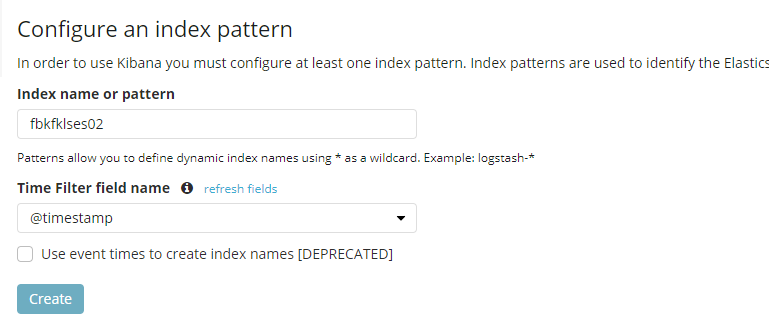 Configure an index pattern
In order to use Kibana you must configure at least one index pattern. Index patterns are used to identify the Elastics
Index name or pattern
fbkfklses02
Patterns allow you to define dynamic index names using * as a wildcard. Example: logstash-*
Time Filter field name refresh fields
@timestamp
Use event times to create index names [DEPRECATED]
Create